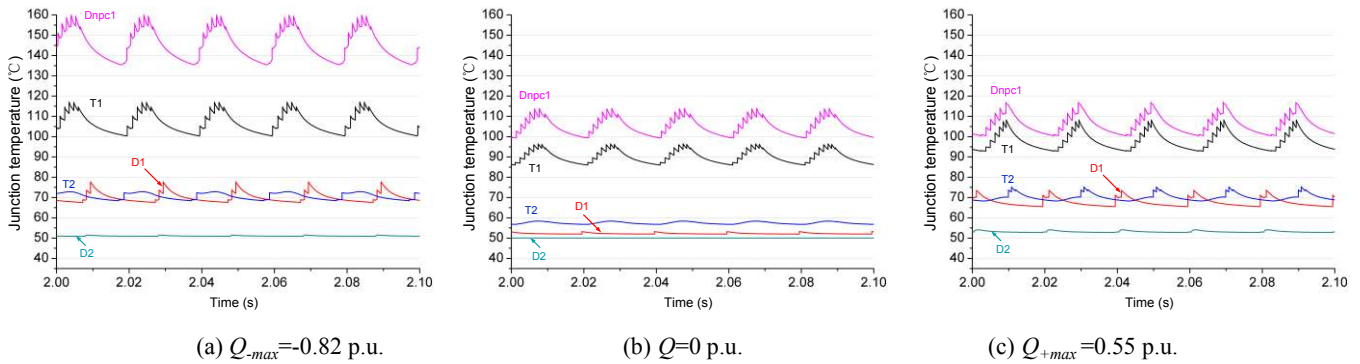 Junction temperature (℃)
160
150
140
130
120
110
100
90
80
70
60
50
40
Dnpc1
T1
T2
D1
D2
2.00 2.02 2.04 2.06 2.08 2.10
Time (s)
(a) Q-max=-0.82 p.u.
Junction temperature (℃)
160
150
140
130
120
110
100
90
80
70
60
50
40
Dnpc1
T1
T2
D1
D2
2.00 2.02 2.04 2.06 2.08 2.10
Time (s)
(b) Q=0 p.u.
Junction temperature (℃)
160
150
140
130
120
110
100
90
80
70
60
50
40
Dnpc1
T1
T2
D1
D2
2.00 2.02 2.04 2.06 2.08 2.10
Time (s)
(c) Q+max =0.55 p.u.